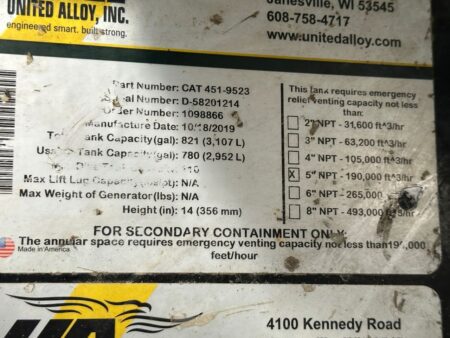 UNITED ALLOY, INC.
engineered smart. built strong.
Janesville, WI 53545
608-758-4717
www.unitedalloy.com
Part Number: CAT 451-9523
Number: D-58201214
Order Number: 1098866
Manufacture Date: 10/18/2019
Tank Capacity(gal): 821 (3,107 L)
Tank Capacity(gal): 780 (2,952 L)
Max Lift Lug N/A
Max Weight of Generator(lbs): N/A
Height(in): 14 (356 mm)
This tank requires emergency
relief venting capacity not less
than:
2" NPT - 31,600 ft^3/hr
3" NPT - 63,200 ft^3/hr
4" NPT - 105,000 ft^3/hr
X 5" NPT - 190,000 ft^3/hr
6" NPT - 265,000
8" NPT - 493,000 ft^3/hr
FOR SECONDARY CONTAINMENT ONLY:
The annular space requires emergency venting capacity not less than
feet/hour
Made in America
UA
4100 Kennedy Road